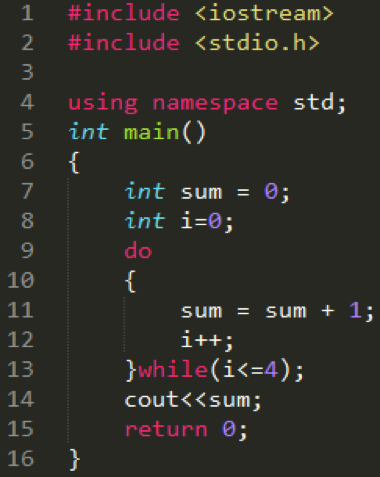 1 #include <iostream>
2 #include <stdio.h>
3
4 using namespace std;
5 int main()
6 {
7 int sum = 0;
8 int i=0;
9 do
10 {
11 sum = sum + 1;
12 i++;
13 }while(i<=4);
14 cout<<sum;
15 return 0;
16 }